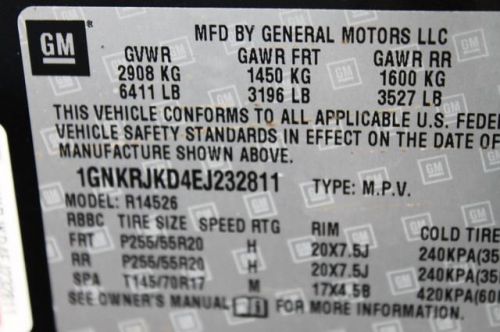 GM
MFD BY GENERAL MOTORS LLC
GVWR GAWR FRT GAWR RR
2908 KG 1450 KG 1600 KG
6411 LB 3196 LB 3527 LB
THIS VEHICLE CONFORMS TO ALL APPLICABLE U.S. FEDE
VEHICLE SAFETY STANDARDS IN EFFECT ON THE DATE OF
MANUFACTURE SHOWN ABOVE.
1GNKRJKD4EJ232811 TYPE: M.P.V.
MODEL: R14526
RBBC TIRE SIZE SPEED RTG RIM COLD TIRE
FRT P255/55R20 H 20X7.5J 240KPA(35
RR P255/55R20 H 20X7.5J 240KPA(35
SPA T145/70R17 M 17X4.5B 420KPA(60
SEE OWNER'S MANUAL FOR MORE INFORMATION.